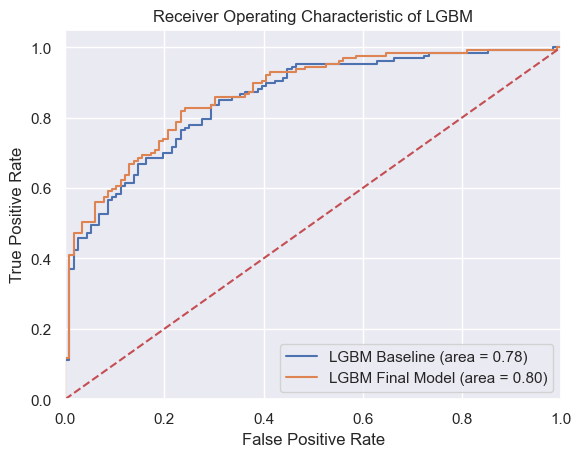 Receiver Operating Characteristic of LGBM
True Positive Rate
1.0
0.8
0.6
0.4
0.2
0.0
LGBM Baseline (area = 0.78)
LGBM Final Model (area = 0.80)
0.0 0.2 0.4 0.6 0.8 1.0
False Positive Rate